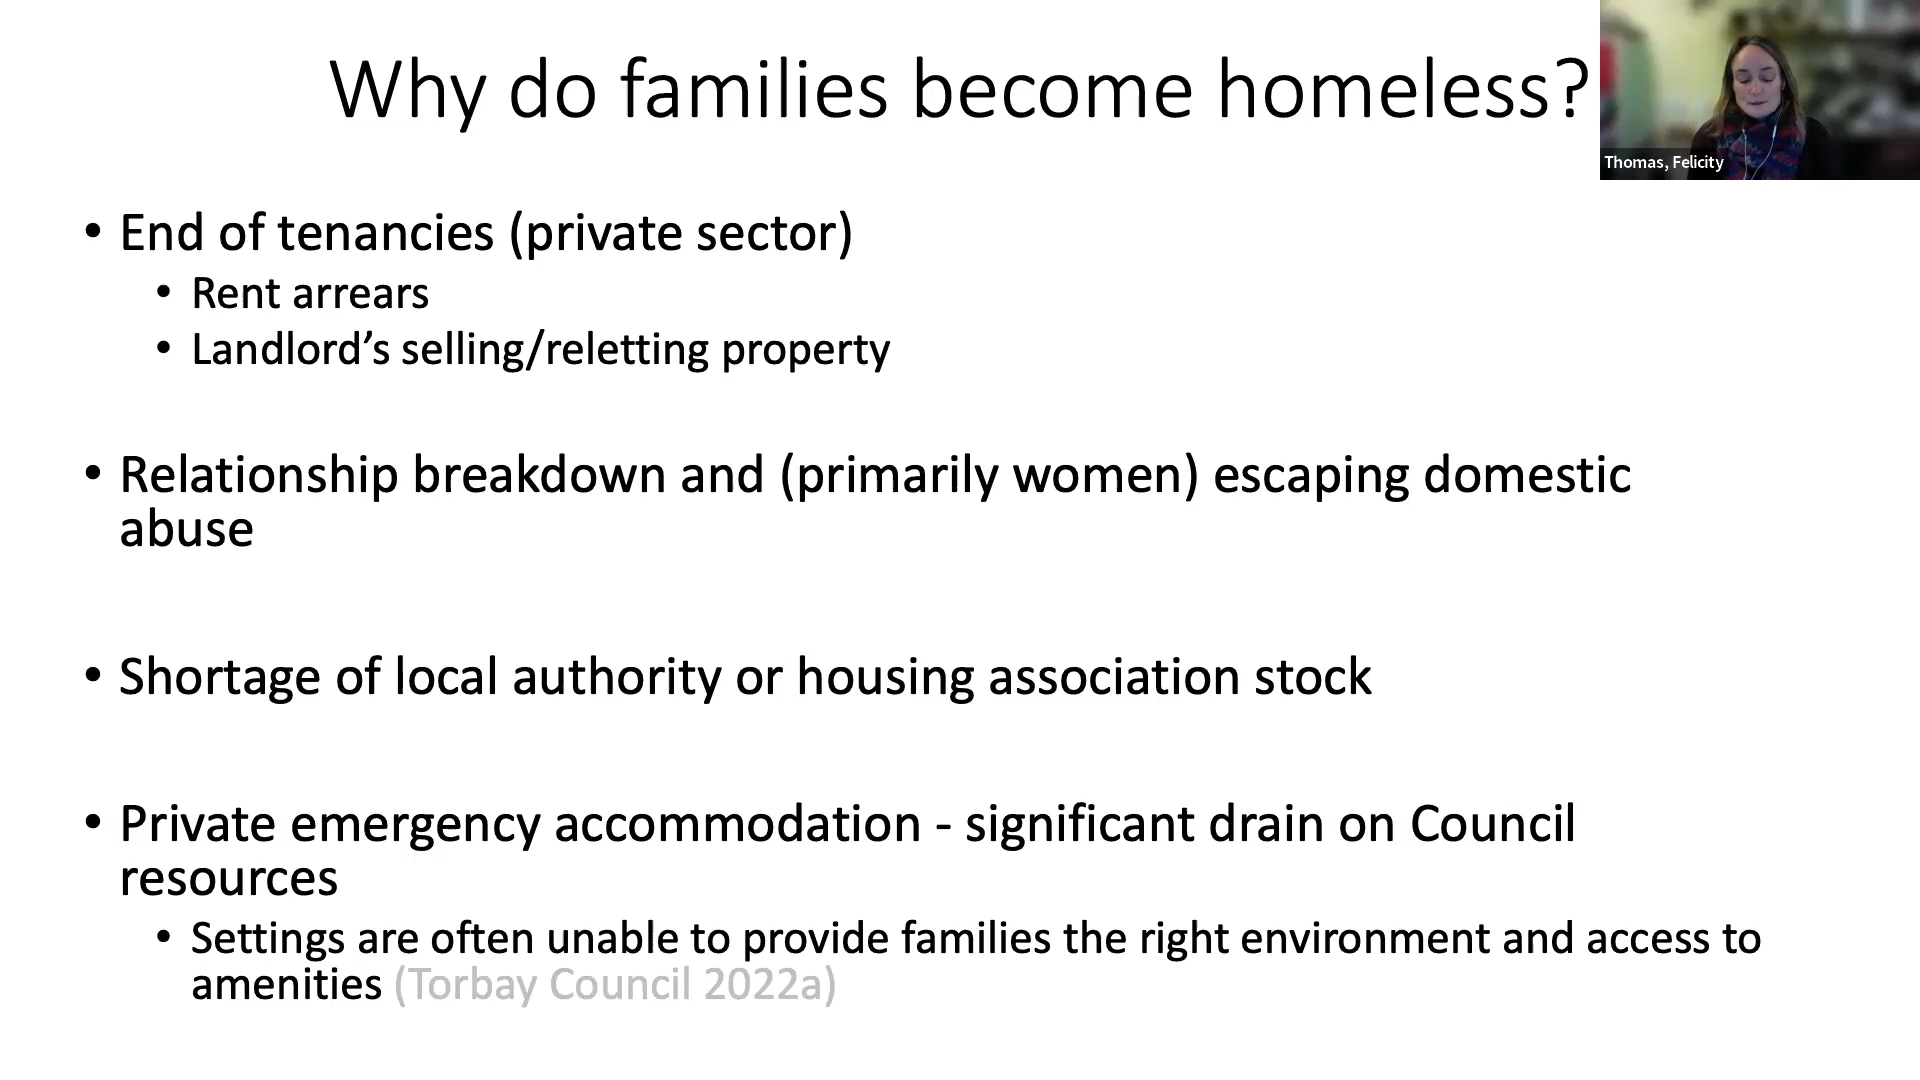 Why do families become homeless?
Thomas, Felicity
• End of tenancies (private sector)
• Rent arrears
• Landlord’s selling/reletting property
• Relationship breakdown and (primarily women) escaping domestic
abuse
• Shortage of local authority or housing association stock
• Private emergency accommodation - significant drain on Council
resources
• Settings are often unable to provide families the right environment and access to
amenities (Torbay Council 2022a)